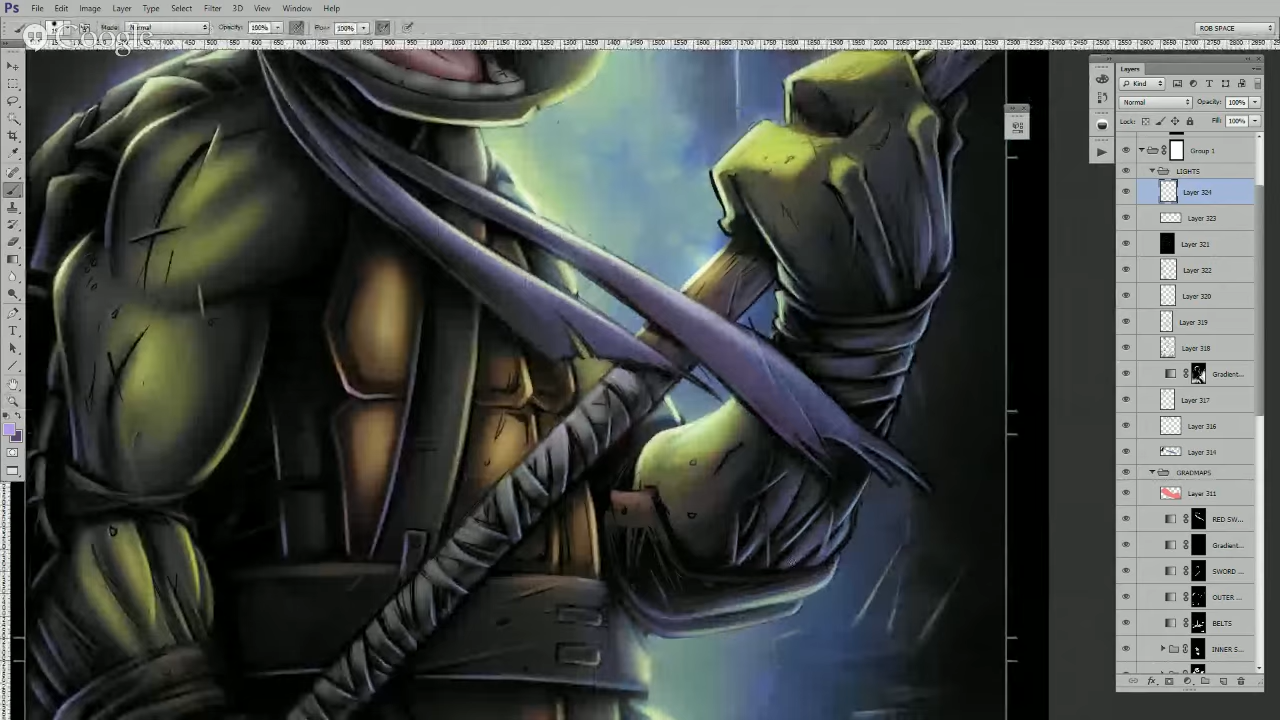 Ps File Edit Image Layer Type Select Filter 3D View Window Help
Mode: Normal Opacity: 100% Flow: 100% ROB SPACE
Google
Layers
Kind
Normal Opacity: 100%
Lock: Fill: 100%
Group 1
LIGHTS
Layer 324
Layer 323
Layer 321
Layer 322
Layer 320
Layer 319
Layer 318
Gradient...
Layer 317
Layer 316
Layer 314
GRADMAPS
Layer 311
RED SW...
Gradient...
SWORD ...
OUTER ...
BELTS
INNER S...